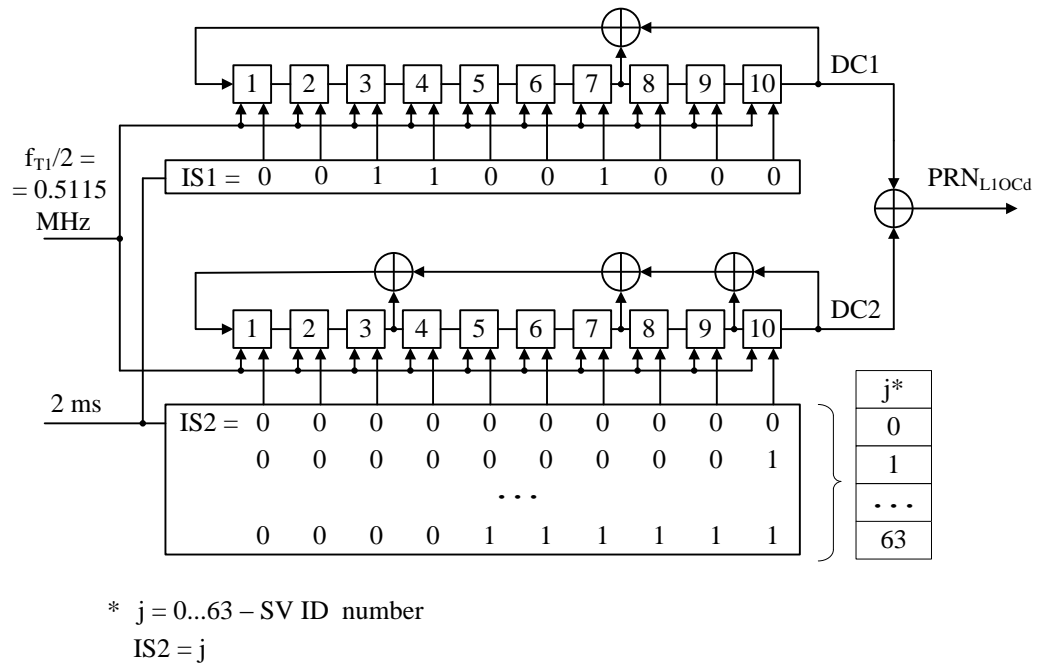 DC1
1 2 3 4 5 6 7 8 9 10
f_T1/2 =
= 0.5115
MHz
IS1 = 0 0 1 1 0 0 1 0 0 0
PRN_L1OCd
DC2
1 2 3 4 5 6 7 8 9 10
2 ms
IS2 = 0 0 0 0 0 0 0 0 0 0
0 0 0 0 0 0 0 0 0 1
...
0 0 0 0 1 1 1 1 1 1
j*
0
1
...
63
* j = 0...63 – SV ID number
IS2 = j